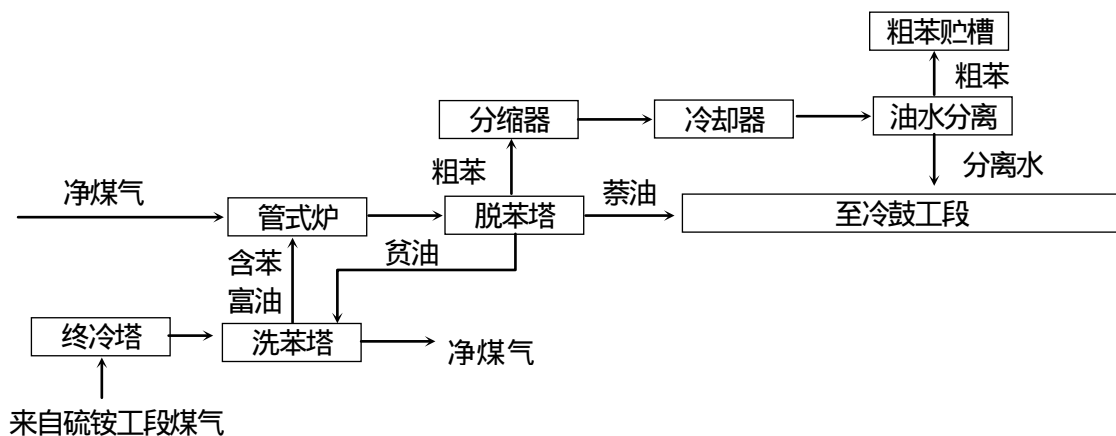 粗苯贮槽
粗苯
分缩器
冷却器
油水分离
粗苯
分离水
净煤气
萘油
管式炉
脱苯塔
至冷鼓工段
含苯
富油
贫油
终冷塔
洗苯塔
净煤气
来自硫铵工段煤气